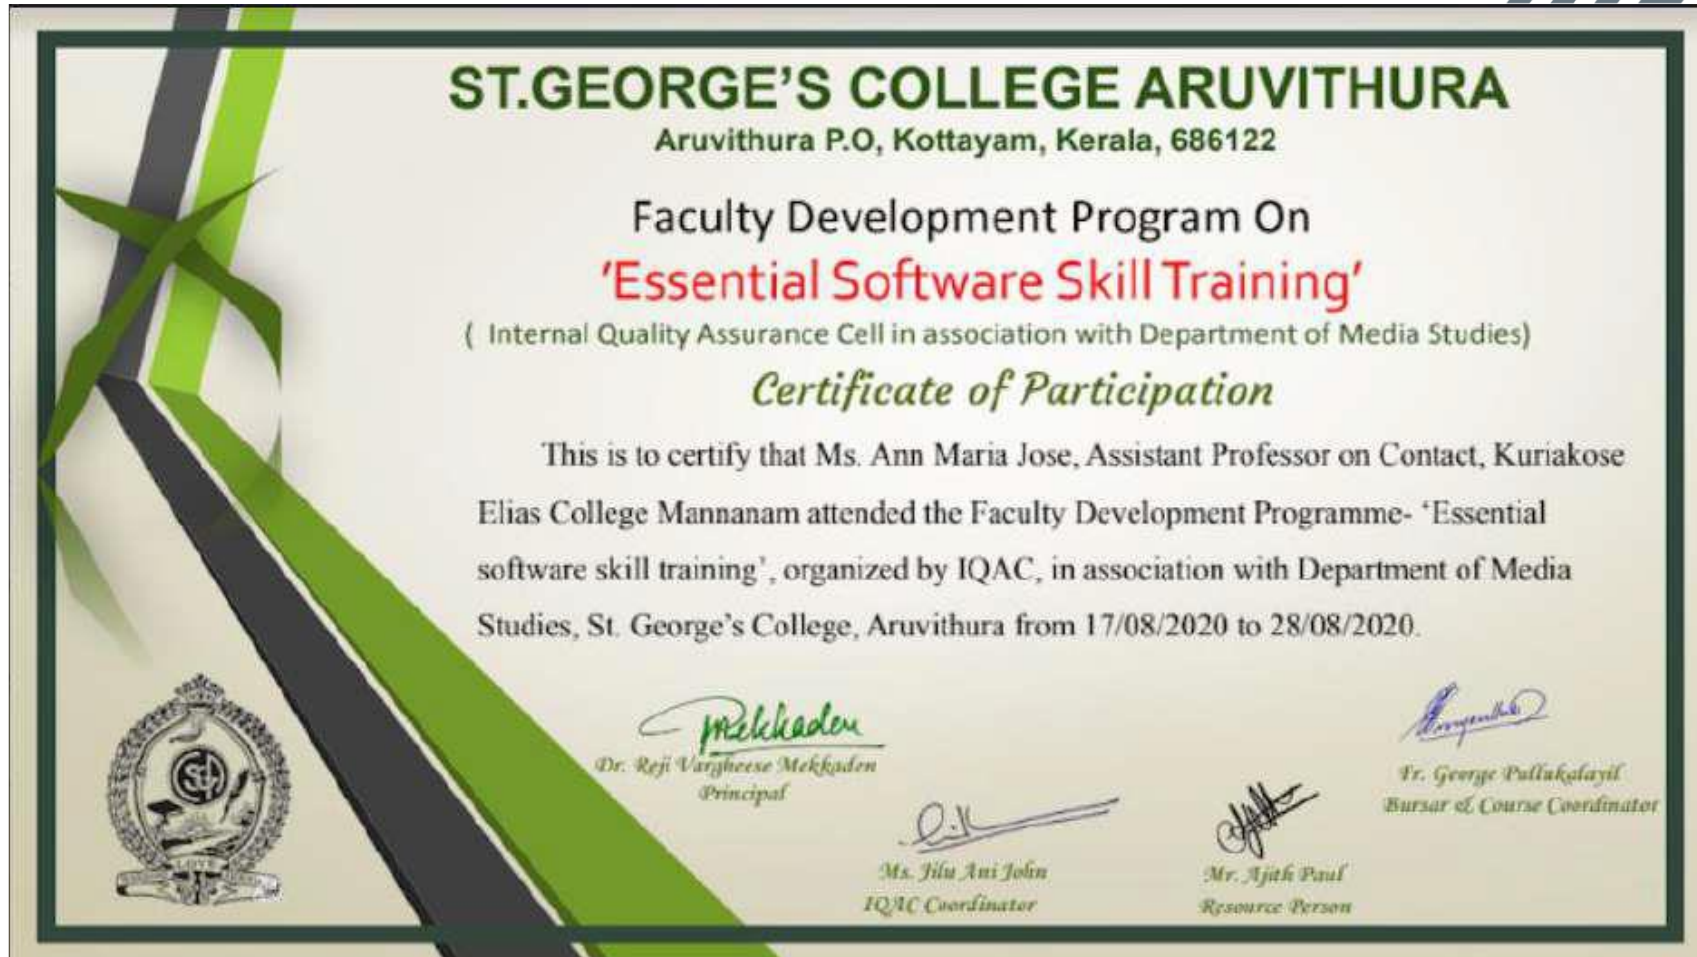 ST.GEORGE'S COLLEGE ARUVITHURA
Aruvithura P.O, Kottayam, Kerala, 686122
Faculty Development Program On
'Essential Software Skill Training'
( Internal Quality Assurance Cell in association with Department of Media Studies)
Certificate of Participation
This is to certify that Ms. Ann Maria Jose, Assistant Professor on Contact, Kuriakose
Elias College Mannanam attended the Faculty Development Programme- 'Essential
software skill training', organized by IQAC, in association with Department of Media
Studies, St. George's College, Aruvithura from 17/08/2020 to 28/08/2020.
Mekkaden
Dr. Reji Vargheese Mekkaden
Principal
Fr. George Pullukalayil
Bursar & Course Coordinator
Ms. Jilu Ani John
IQAC Coordinator
Mr. Ajith Paul
Resource Person
LOVE